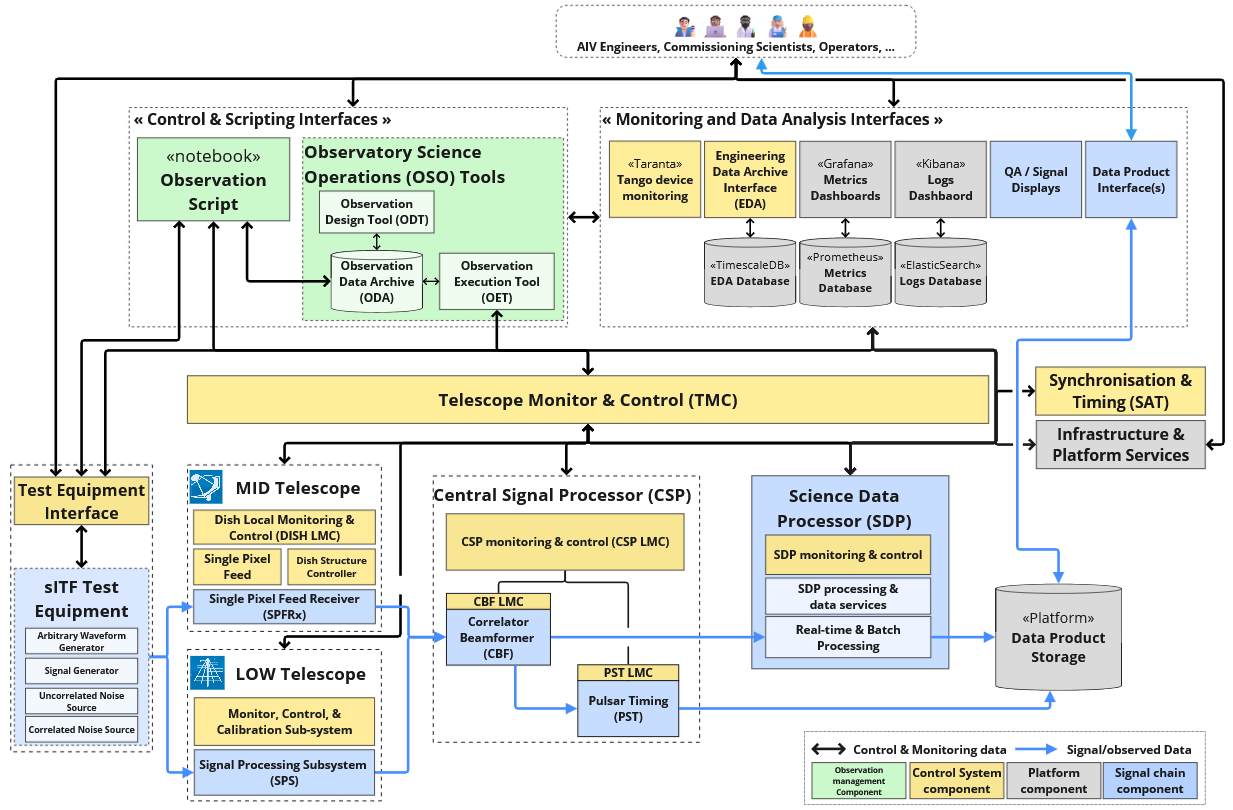 AIV Engineers, Commissioning Scientists, Operators, ...
« Control & Scripting Interfaces »
«notebook»
Observation
Script
Observatory Science
Operations (OSO) Tools
Observation
Design Tool (ODT)
Observation
Data Archive
(ODA)
Observation
Execution Tool
(OET)
« Monitoring and Data Analysis Interfaces »
«Taranta»
Tango device
monitoring
Engineering
Data Archive
Interface
(EDA)
«Grafana»
Metrics
Dashboards
«Kibana»
Logs
Dashbaord
QA / Signal
Displays
Data Product
Interface(s)
«TimescaleDB»
EDA Database
«Prometheus»
Metrics
Database
«ElasticSearch»
Logs Database
Telescope Monitor & Control (TMC)
Synchronisation &
Timing (SAT)
Infrastructure &
Platform Services
Test Equipment
Interface
sITF Test
Equipment
Arbitrary Waveform
Generator
Signal Generator
Uncorrelated Noise
Source
Correlated Noise Source
MID Telescope
Dish Local Monitoring &
Control (DISH LMC)
Single Pixel
Feed
Dish Structure
Controller
Single Pixel Feed Receiver
(SPFRx)
LOW Telescope
Monitor, Control, &
Calibration Sub-system
Signal Processing Subsystem
(SPS)
Central Signal Processor (CSP)
CSP monitoring & control (CSP LMC)
CBF LMC
Correlator
Beamformer
(CBF)
PST LMC
Pulsar Timing
(PST)
Science Data
Processor (SDP)
SDP monitoring & control
SDP processing &
data services
Real-time & Batch
Processing
«Platform»
Data Product
Storage
Control & Monitoring data
Signal/observed Data
Observation
management
Component
Control System
component
Platform
component
Signal chain
component